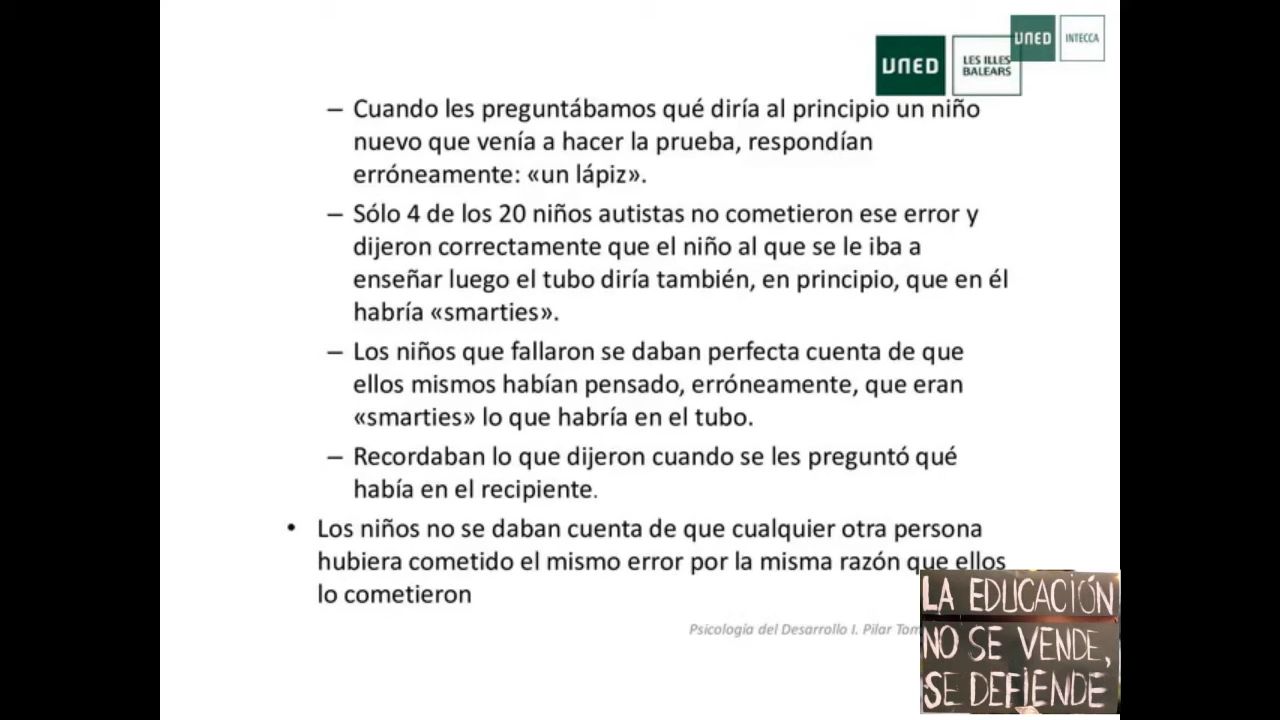 UNED INTECCA
UNED LES ILLES BALEARS
– Cuando les preguntábamos qué diría al principio un niño
nuevo que venía a hacer la prueba, respondían
erróneamente: «un lápiz».
– Sólo 4 de los 20 niños autistas no cometieron ese error y
dijeron correctamente que el niño al que se le iba a
enseñar luego el tubo diría también, en principio, que en él
habría «smarties».
– Los niños que fallaron se daban perfecta cuenta de que
ellos mismos habían pensado, erróneamente, que eran
«smarties» lo que habría en el tubo.
– Recordaban lo que dijeron cuando se les preguntó qué
había en el recipiente.
• Los niños no se daban cuenta de que cualquier otra persona
hubiera cometido el mismo error por la misma razón que ellos
lo cometieron
Psicología del Desarrollo I. Pilar
LA EDUCACIÓN
NO SE VENDE,
SE DEFIENDE